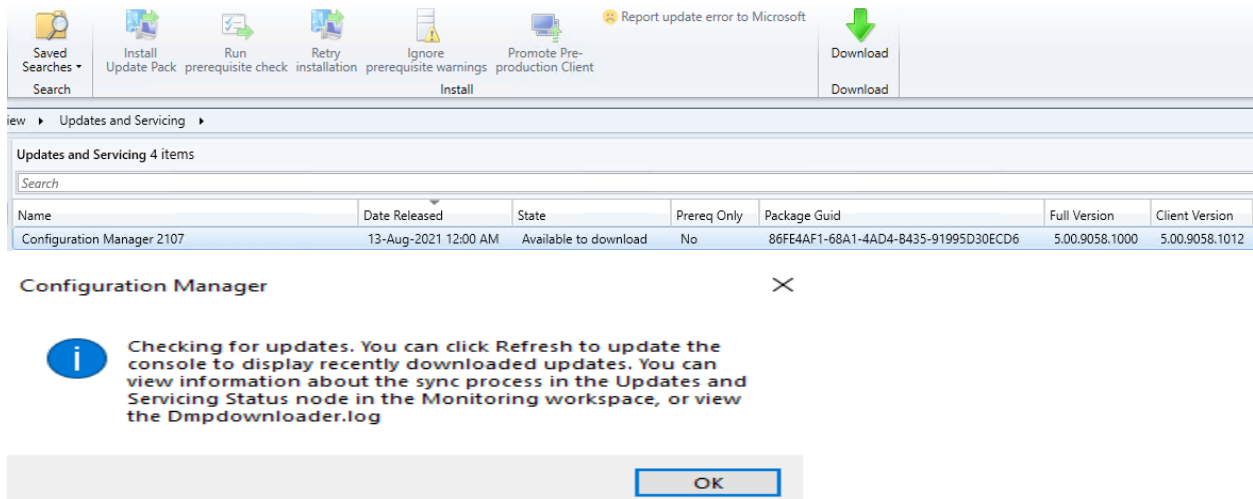 Report update error to Microsoft
Saved Searches
Install Update Pack
Run prerequisite check
Retry installation
Ignore prerequisite warnings
Promote Pre-production Client
Download
Search
Install
Download
iew Updates and Servicing
Updates and Servicing 4 items
Search
Name Date Released State Prereq Only Package Guid Full Version Client Version
Configuration Manager 2107 13-Aug-2021 12:00 AM Available to download No 86FE4AF1-68A1-4AD4-B435-91995D30ECD6 5.00.9058.1000 5.00.9058.1012
Configuration Manager
Checking for updates. You can click Refresh to update the
console to display recently downloaded updates. You can
view information about the sync process in the Updates and
Servicing Status node in the Monitoring workspace, or view
the Dmpdownloader.log
OK